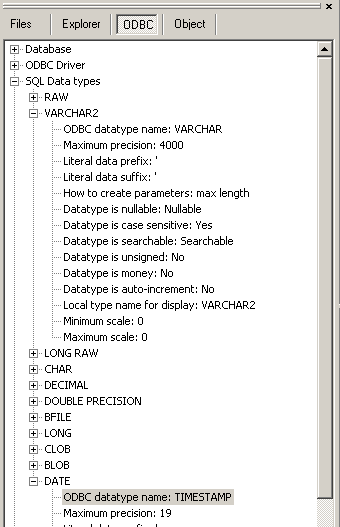 Files Explorer ODBC Object
Database
ODBC Driver
SQL Data types
RAW
VARCHAR2
ODBC datatype name: VARCHAR
Maximum precision: 4000
Literal data prefix: '
Literal data suffix: '
How to create parameters: max length
Datatype is nullable: Nullable
Datatype is case sensitive: Yes
Datatype is searchable: Searchable
Datatype is unsigned: No
Datatype is money: No
Datatype is auto-increment: No
Local type name for display: VARCHAR2
Minimum scale: 0
Maximum scale: 0
LONG RAW
CHAR
DECIMAL
DOUBLE PRECISION
BFILE
LONG
CLOB
BLOB
DATE
ODBC datatype name: TIMESTAMP
Maximum precision: 19